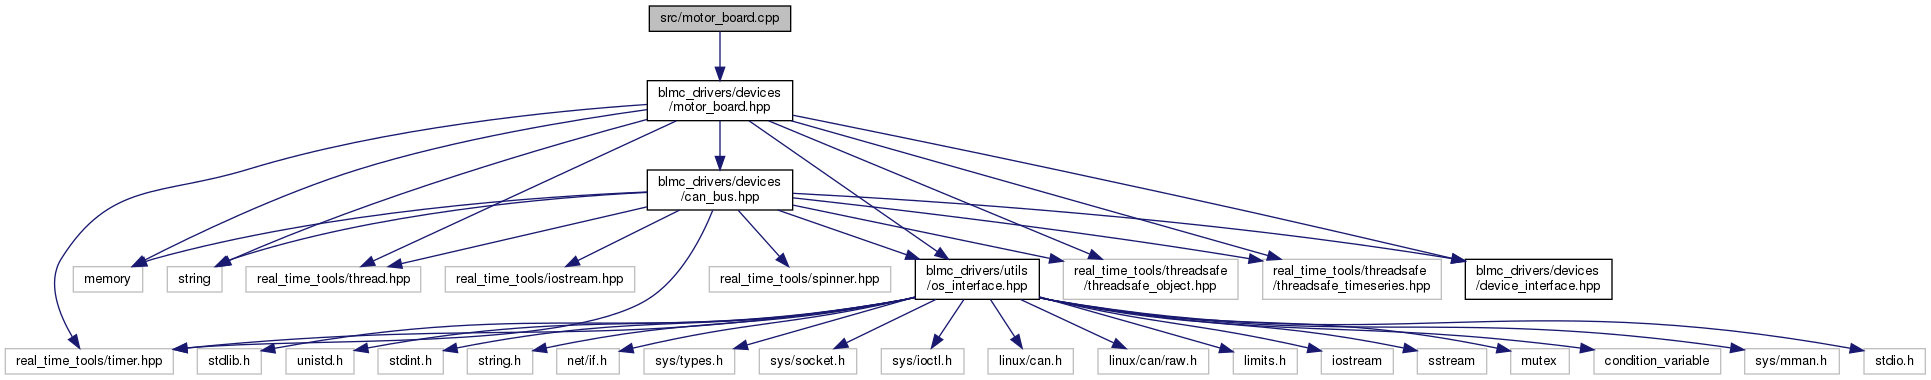 src/motor_board.cpp
blmc_drivers/devices
/motor_board.hpp
blmc_drivers/devices
/can_bus.hpp
memory
string
real_time_tools/thread.hpp
real_time_tools/iostream.hpp
real_time_tools/spinner.hpp
blmc_drivers/utils
/os_interface.hpp
real_time_tools/threadsafe
/threadsafe_object.hpp
real_time_tools/threadsafe
/threadsafe_timeseries.hpp
blmc_drivers/devices
/device_interface.hpp
real_time_tools/timer.hpp
stdlib.h
unistd.h
stdint.h
string.h
net/if.h
sys/types.h
sys/socket.h
sys/ioctl.h
linux/can.h
linux/can/raw.h
limits.h
iostream
sstream
mutex
condition_variable
sys/mman.h
stdio.h